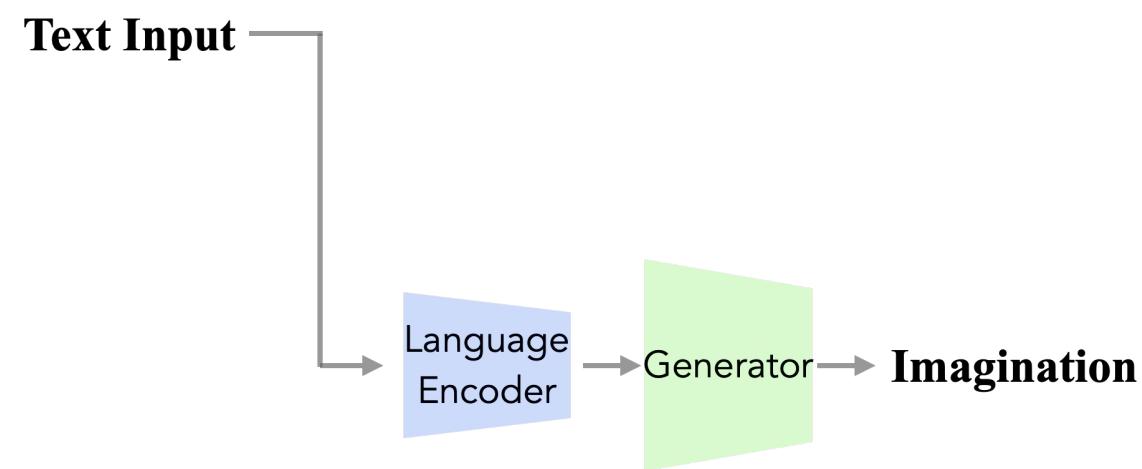 Text Input
Language
Encoder
Generator
Imagination